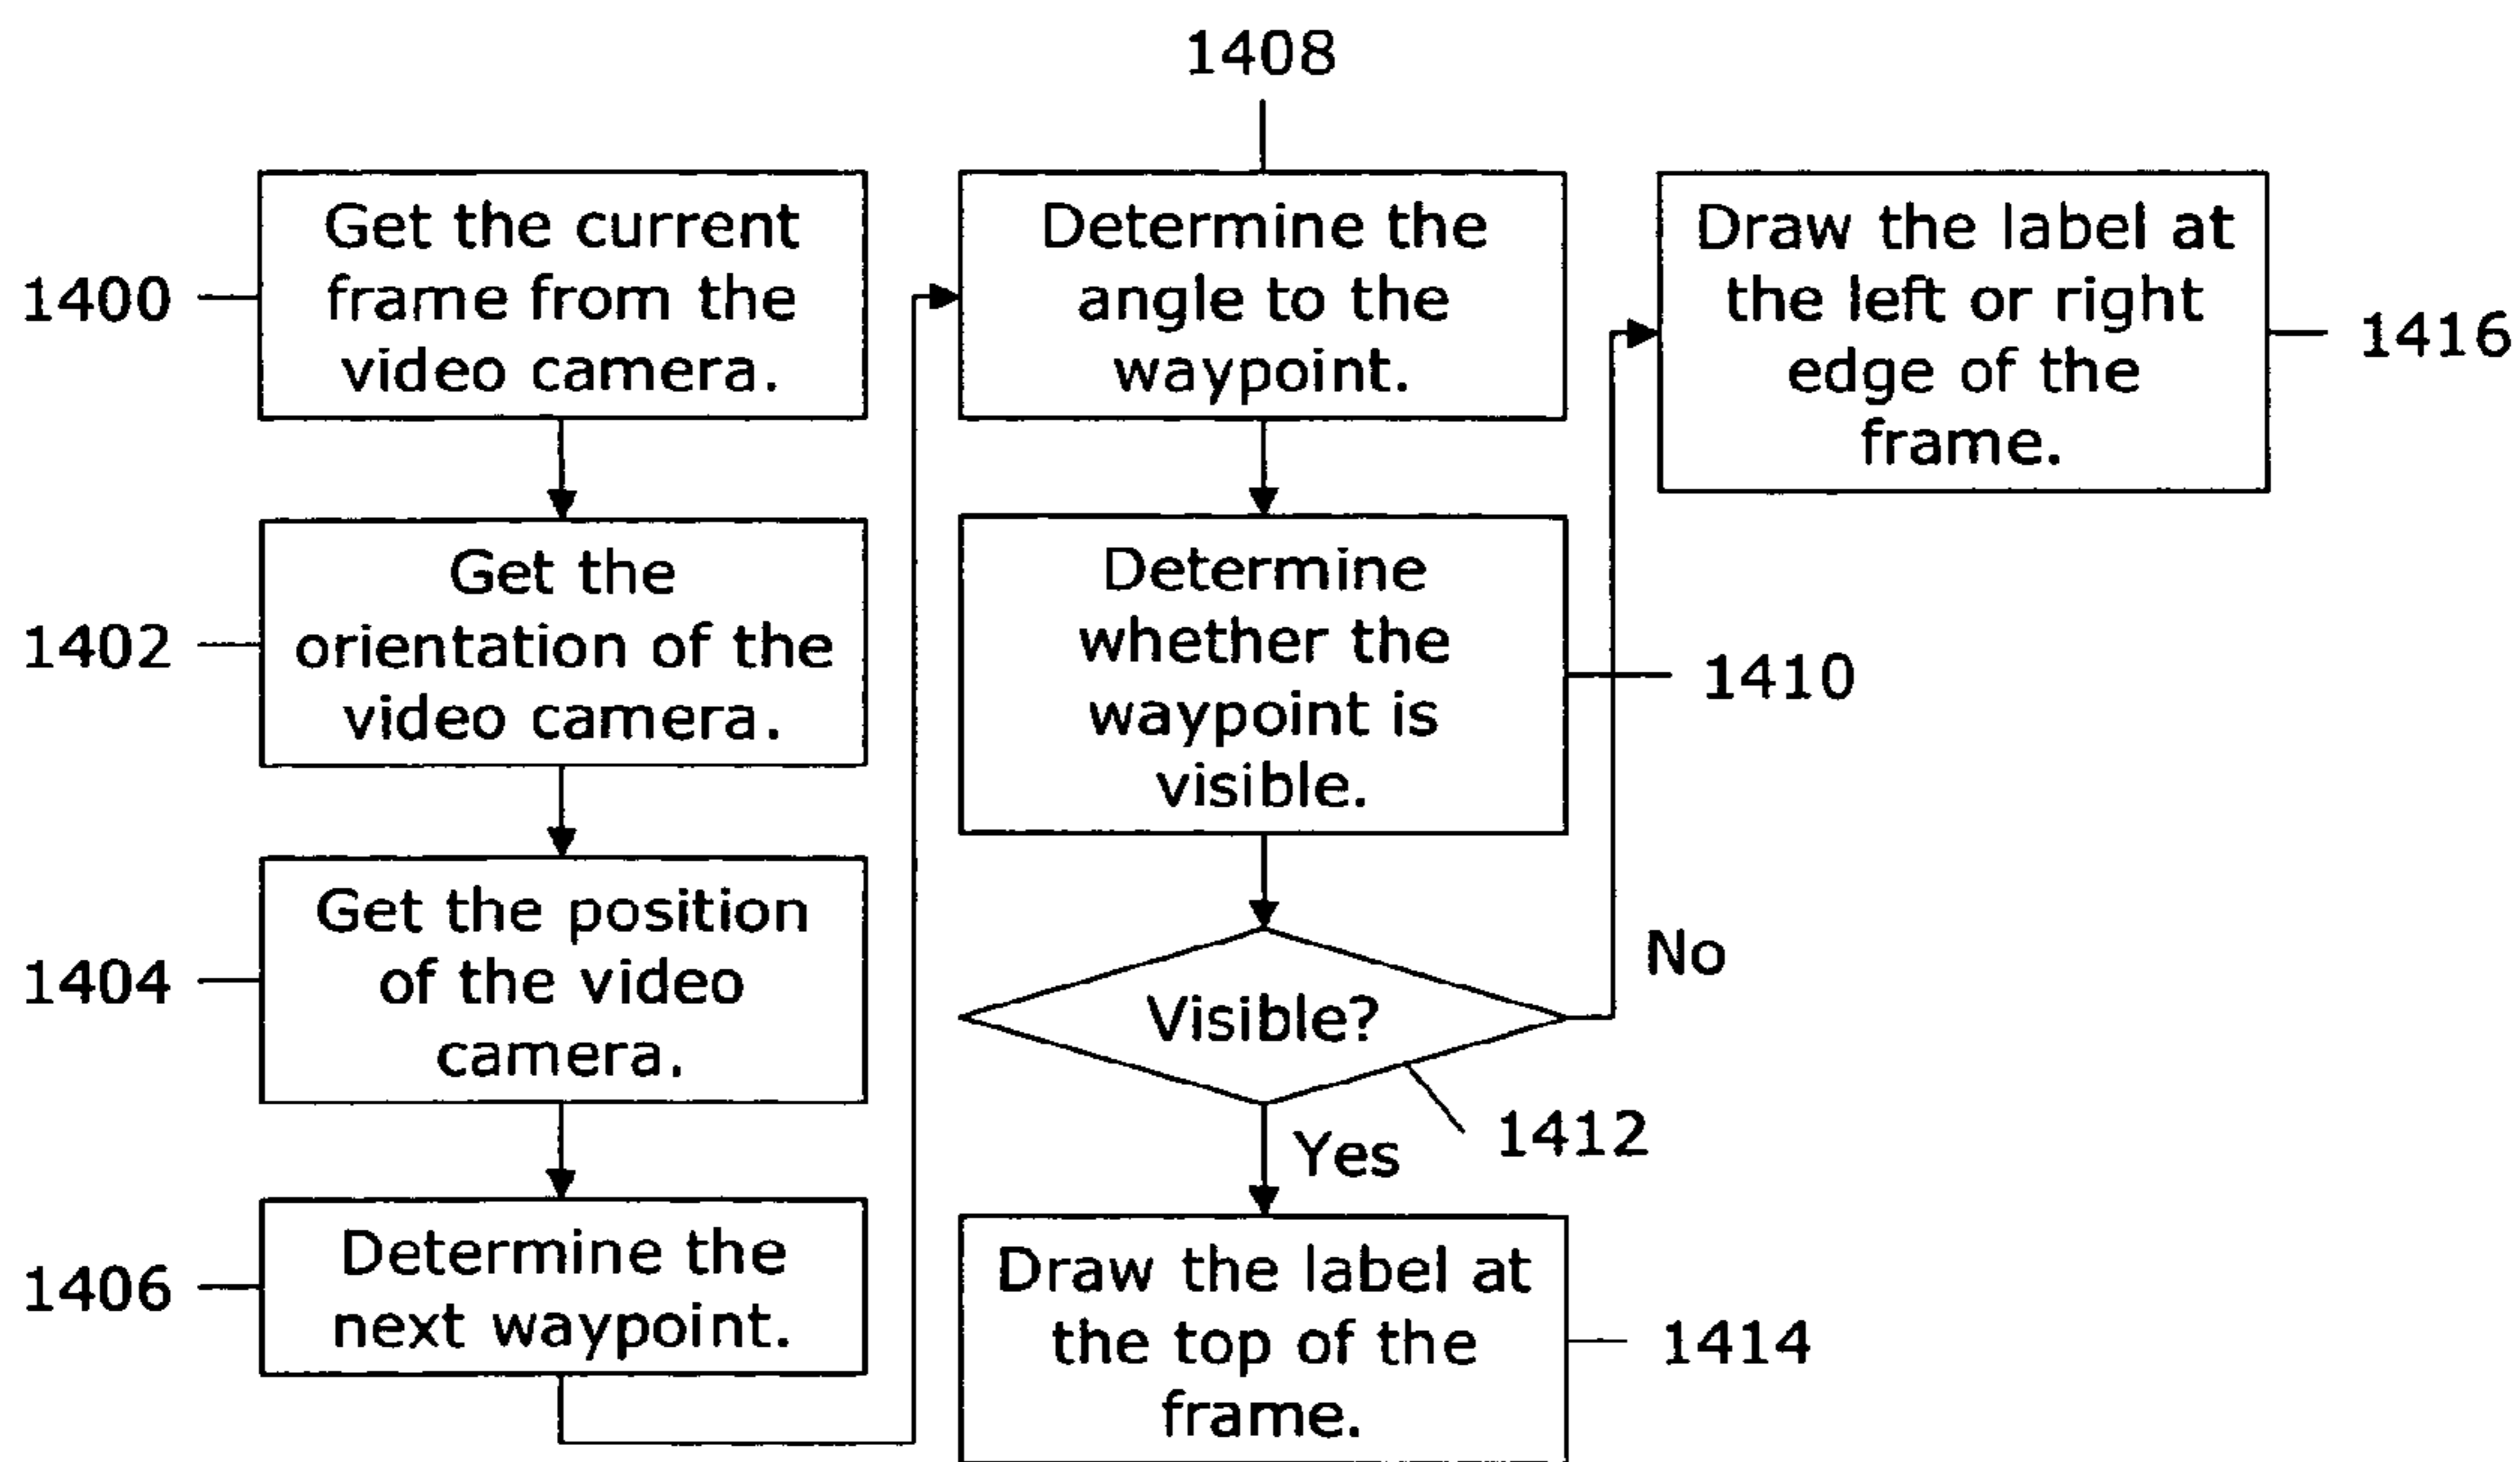 1400
Get the current
frame from the
video camera.
1402
Get the
orientation of the
video camera.
1404
Get the position
of the video
camera.
1406
Determine the
next waypoint.
1408
Determine the
angle to the
waypoint.
Determine
whether the
waypoint is
visible.
1410
Visible?
No
1412
Yes
Draw the label at
the top of the
frame.
1414
Draw the label at
the left or right
edge of the
frame.
1416